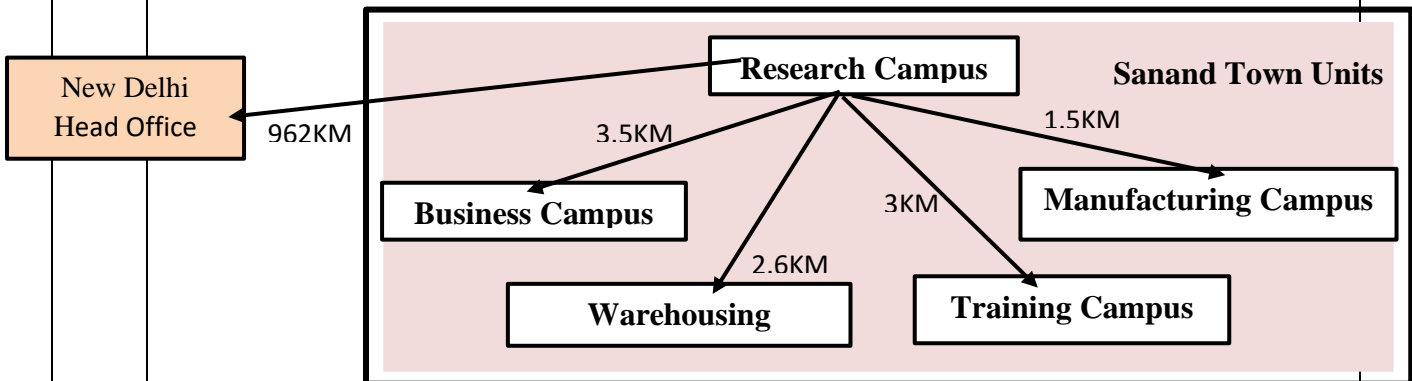 Research Campus
Sanand Town Units
New Delhi
Head Office
962KM
3.5KM
1.5KM
Business Campus
3KM
Manufacturing Campus
2.6KM
Warehousing
Training Campus